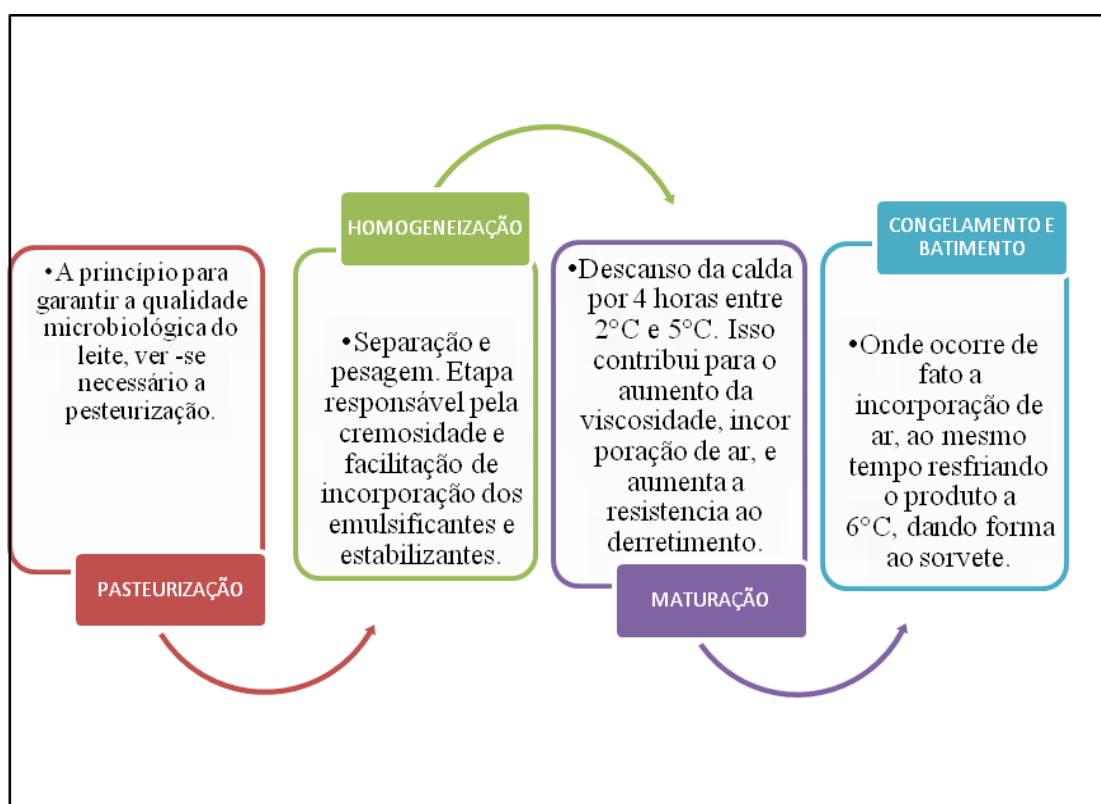 •A princípio para
garantir a qualidade
microbiológica do
leite, ver -se
necessário a
pesteurização.
PASTEURIZAÇÃO
HOMOGENEIZAÇÃO
•Separação e
pesagem. Etapa
responsável pela
cremosidade e
facilitação de
incorporação dos
emulsificantes e
estabilizantes.
•Descanso da calda
por 4 horas entre
2°C e 5°C. Isso
contribui para o
aumento da
viscosidade, incor
poração de ar, e
aumenta a
resistencia ao
derretimento.
MATURAÇÃO
CONGELAMENTO E
BATIMENTO
•Onde ocorre de
fato a
incorporação de
ar, ao mesmo
tempo resfriando
o produto a
6°C, dando forma
ao sorvete.